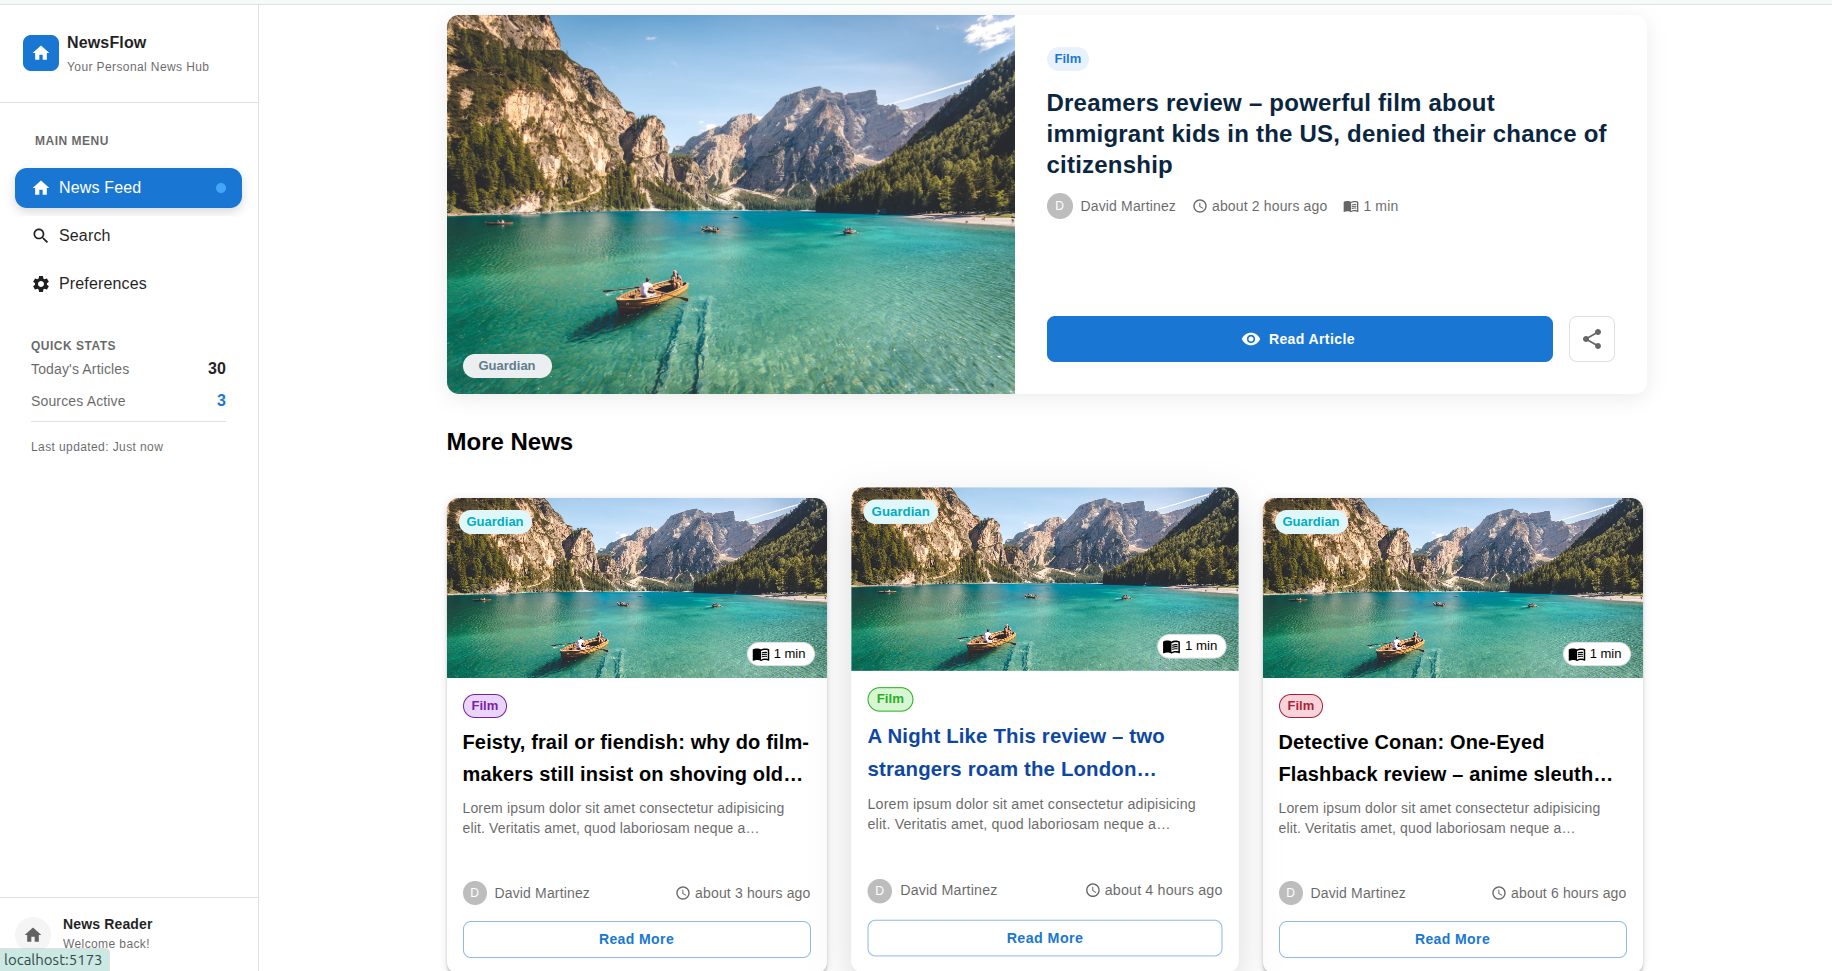 NewsFlow
Your Personal News Hub
MAIN MENU
News Feed
Search
Preferences
QUICK STATS
Today's Articles 30
Sources Active 3
Last updated: Just now
News Reader
Welcome back!
localhost:5173
Guardian
Film
Dreamers review – powerful film about
immigrant kids in the US, denied their chance of
citizenship
D David Martinez about 2 hours ago 1 min
Read Article
More News
Guardian
1 min
Film
Feisty, frail or fiendish: why do film-
makers still insist on shoving old…
Lorem ipsum dolor sit amet consectetur adipisicing
elit. Veritatis amet, quod laboriosam neque a…
D David Martinez about 3 hours ago
Read More
Guardian
1 min
Film
A Night Like This review – two
strangers roam the London…
Lorem ipsum dolor sit amet consectetur adipisicing
elit. Veritatis amet, quod laboriosam neque a…
D David Martinez about 4 hours ago
Read More
Guardian
1 min
Film
Detective Conan: One-Eyed
Flashback review – anime sleuth…
Lorem ipsum dolor sit amet consectetur adipisicing
elit. Veritatis amet, quod laboriosam neque a…
D David Martinez about 6 hours ago
Read More